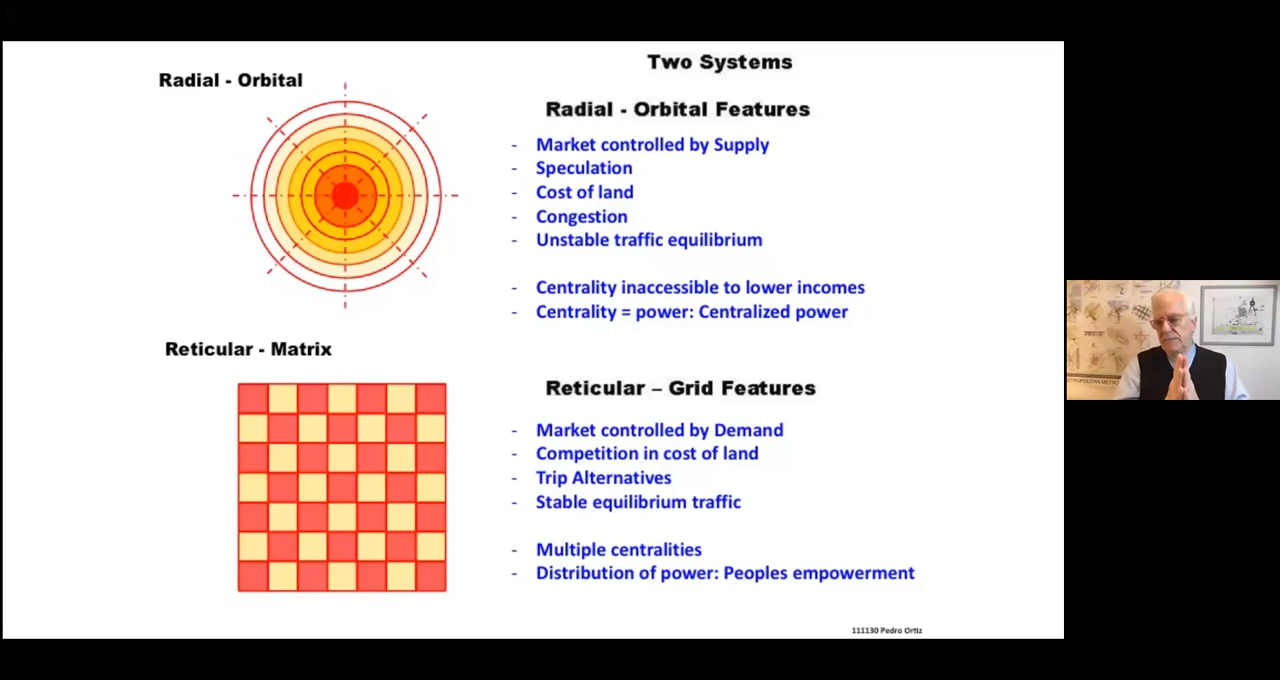 Two Systems
Radial - Orbital
Radial - Orbital Features
- Market controlled by Supply
- Speculation
- Cost of land
- Congestion
- Unstable traffic equilibrium
- Centrality inaccessible to lower incomes
- Centrality = power: Centralized power
Reticular - Matrix
Reticular – Grid Features
- Market controlled by Demand
- Competition in cost of land
- Trip Alternatives
- Stable equilibrium traffic
- Multiple centralities
- Distribution of power: Peoples empowerment
111130 Pedro Ortiz
ETROPOLITAN METRO